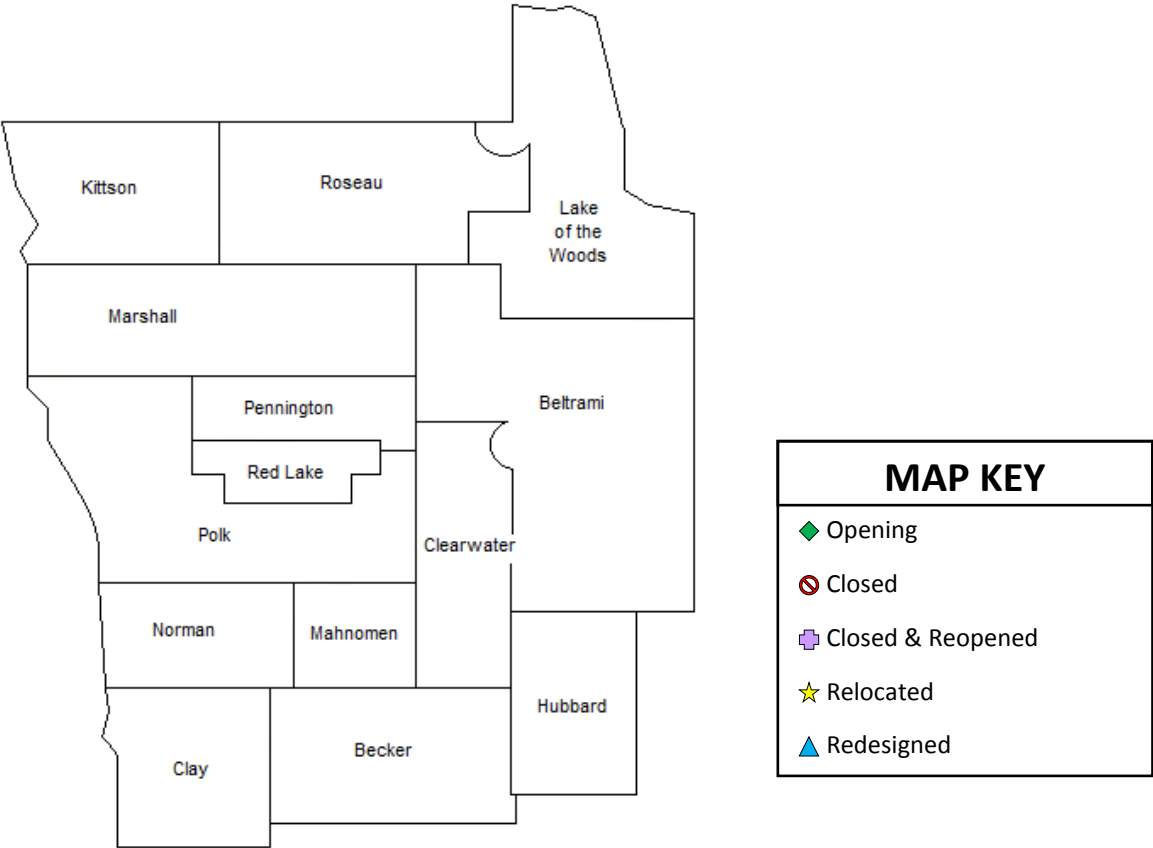 Kittson
Roseau
Lake
of the
Woods
Marshall
Beltrami
Pennington
Red Lake
Polk
Clearwater
Norman
Mahnomen
Hubbard
Becker
Clay
MAP KEY
Opening
Closed
Closed & Reopened
Relocated
Redesigned